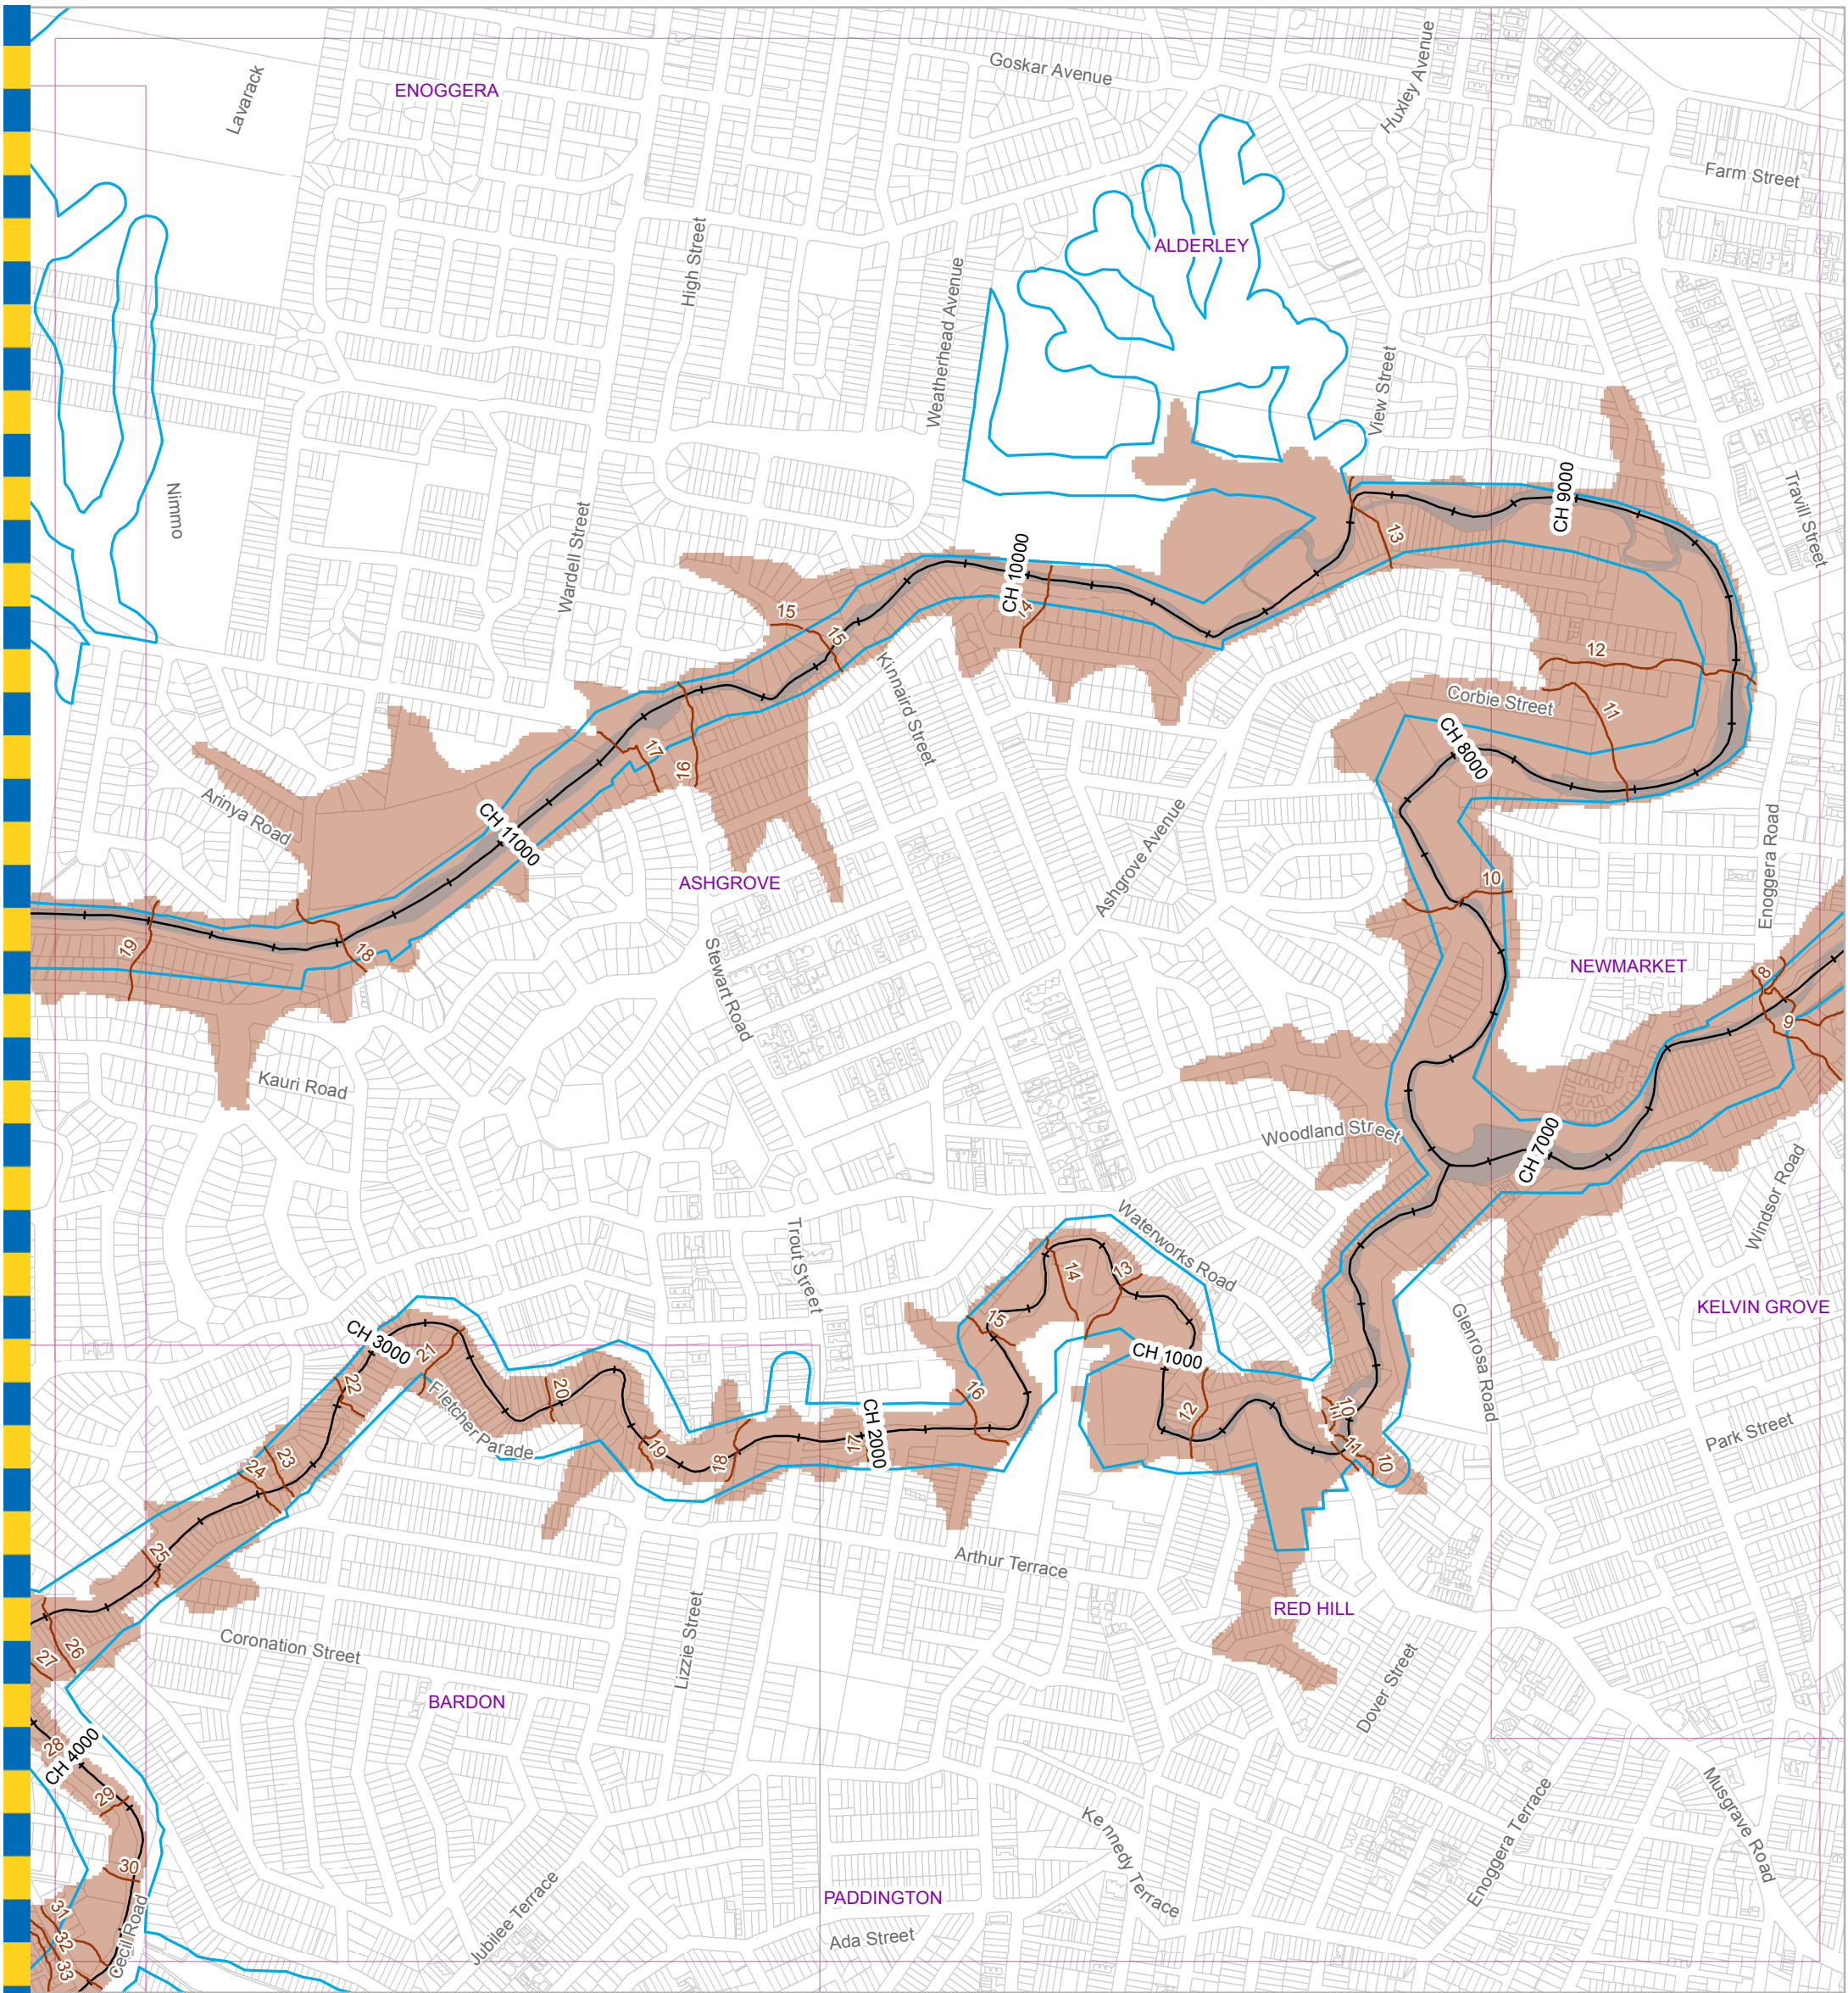 Goskar Avenue
Huxley Avenue
Lavarack
ENOGGERA
Farm Street
High Street
ALDERLEY
Weatherhead Avenue
View Street
Nimmo
Wardell Street
CH 9000
Travill Street
13
CH 10000
14
15
15
12
Kinnaird Street
Corbie Street
11
17
16
CH 8000
Arinya Road
CH 11000
Ashgrove Avenue
Enoggera Road
ASHGROVE
10
19
18
Stewart Road
NEWMARKET
8
9
Kauri Road
Woodland Street
CH 7000
Windsor Road
Trout Street
Waterworks Road
14
13
15
KELVIN GROVE
CH 3000
21
CH 1000
Glenrosa Road
22
20
16
Fletcher Parade
12
10
11
CH 2000
17
Park Street
19
18
11
10
23
24
25
Arthur Terrace
RED HILL
Coronation Street
Lizzie Street
26
27
Dover Street
BARDON
28
CH 4000
29
Kennedy Terrace
Enoggera Terrace
Musgrave Road
30
PADDINGTON
31
32
33
Cecil Road
Jubilee Terrace
Ada Street